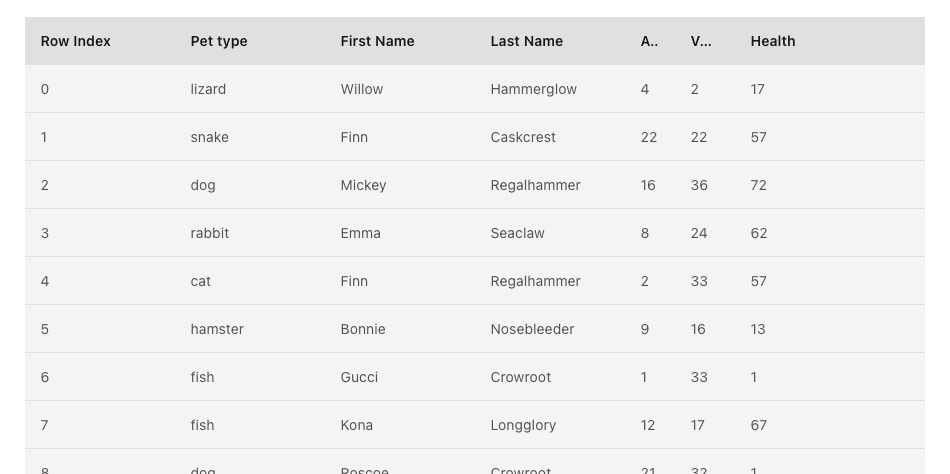 Row Index Pet type First Name Last Name A.. V... Health
0 lizard Willow Hammerglow 4 2 17
1 snake Finn Caskcrest 22 22 57
2 dog Mickey Regalhammer 16 36 72
3 rabbit Emma Seaclaw 8 24 62
4 cat Finn Regalhammer 2 33 57
5 hamster Bonnie Nosebleeder 9 16 13
6 fish Gucci Crowroot 1 33 1
7 fish Kona Longglory 12 17 67
8 dog Roscoe Crowroot 21 32 1